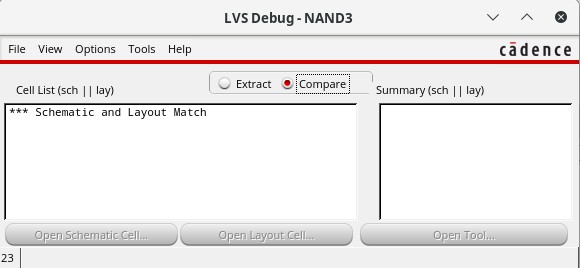 LVS Debug - NAND3
File View Options Tools Help
cādence
Extract Compare
Cell List (sch || lay)
Summary (sch || lay)
*** Schematic and Layout Match
Open Schematic Cell... Open Layout Cell... Open Tool...
23